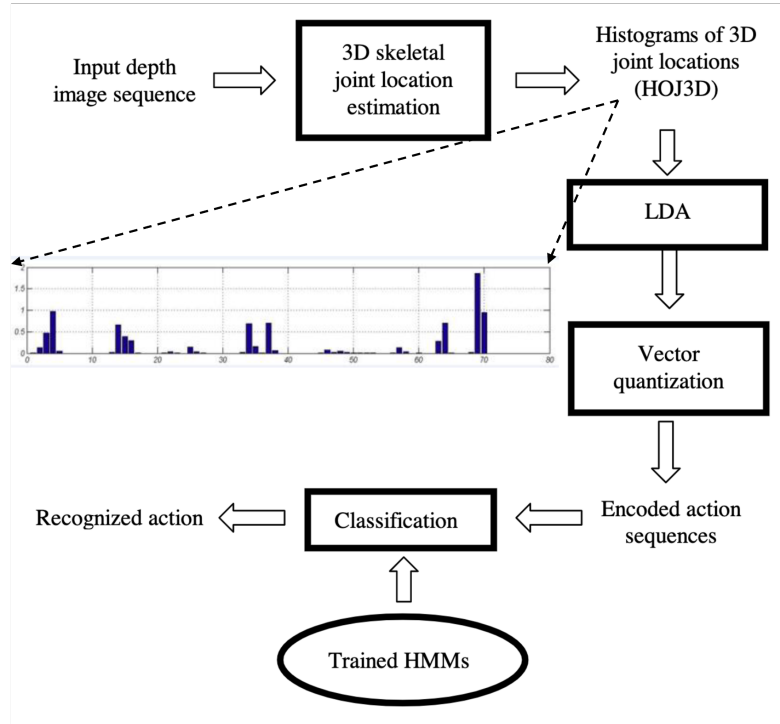 Input depth
image sequence
3D skeletal
joint location
estimation
Histograms of 3D
joint locations
(HOJ3D)
LDA
2
1.5
1
0.5
0
0 10 20 30 40 50 60 70 80
Vector
quantization
Encoded action
sequences
Classification
Recognized action
Trained HMMs